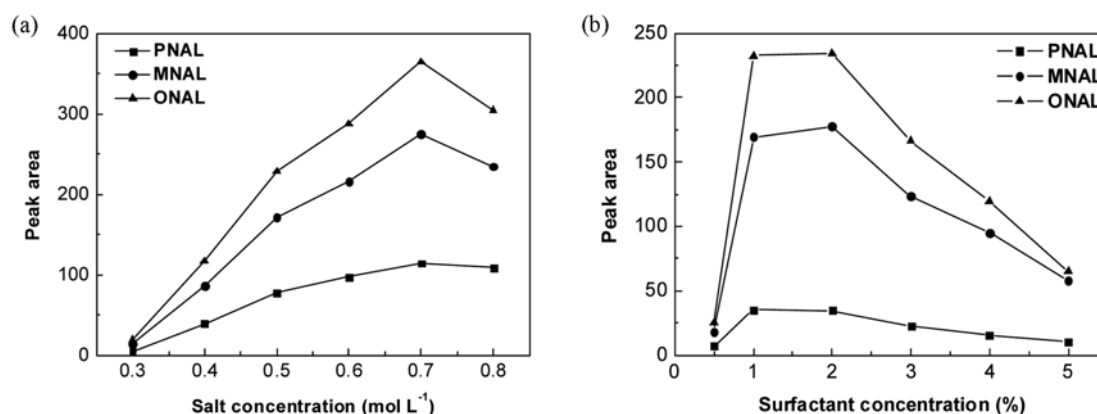 (a)
400
300
200
100
0
Peak area
PNAL
MNAL
ONAL
0.3 0.4 0.5 0.6 0.7 0.8
Salt concentration (mol L⁻¹)
(b)
250
200
150
100
50
0
Peak area
PNAL
MNAL
ONAL
0 1 2 3 4 5
Surfactant concentration (%)